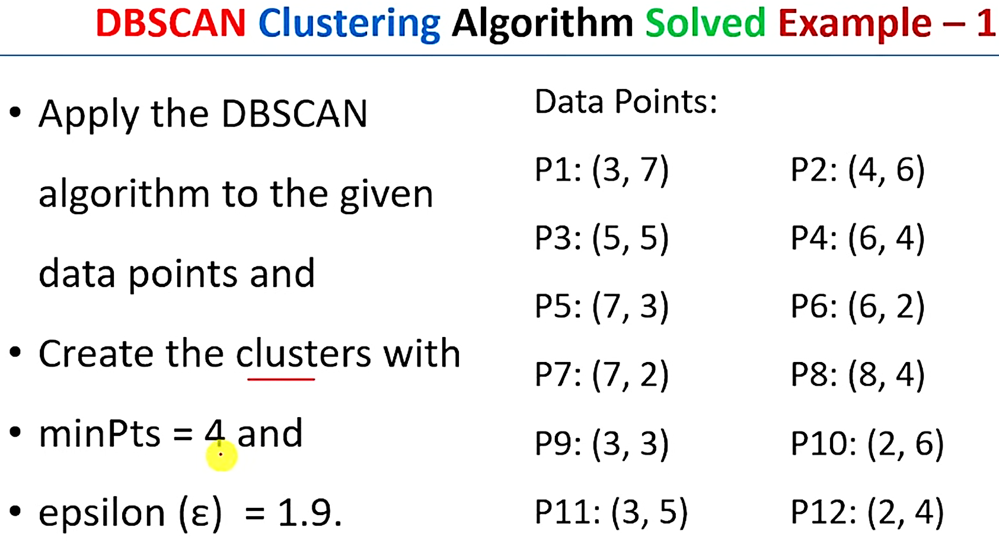 DBSCAN Clustering Algorithm Solved Example – 1
• Apply the DBSCAN
algorithm to the given
data points and
• Create the clusters with
• minPts = 4 and
• epsilon (ε) = 1.9.
Data Points:
P1: (3, 7) P2: (4, 6)
P3: (5, 5) P4: (6, 4)
P5: (7, 3) P6: (6, 2)
P7: (7, 2) P8: (8, 4)
P9: (3, 3) P10: (2, 6)
P11: (3, 5) P12: (2, 4)